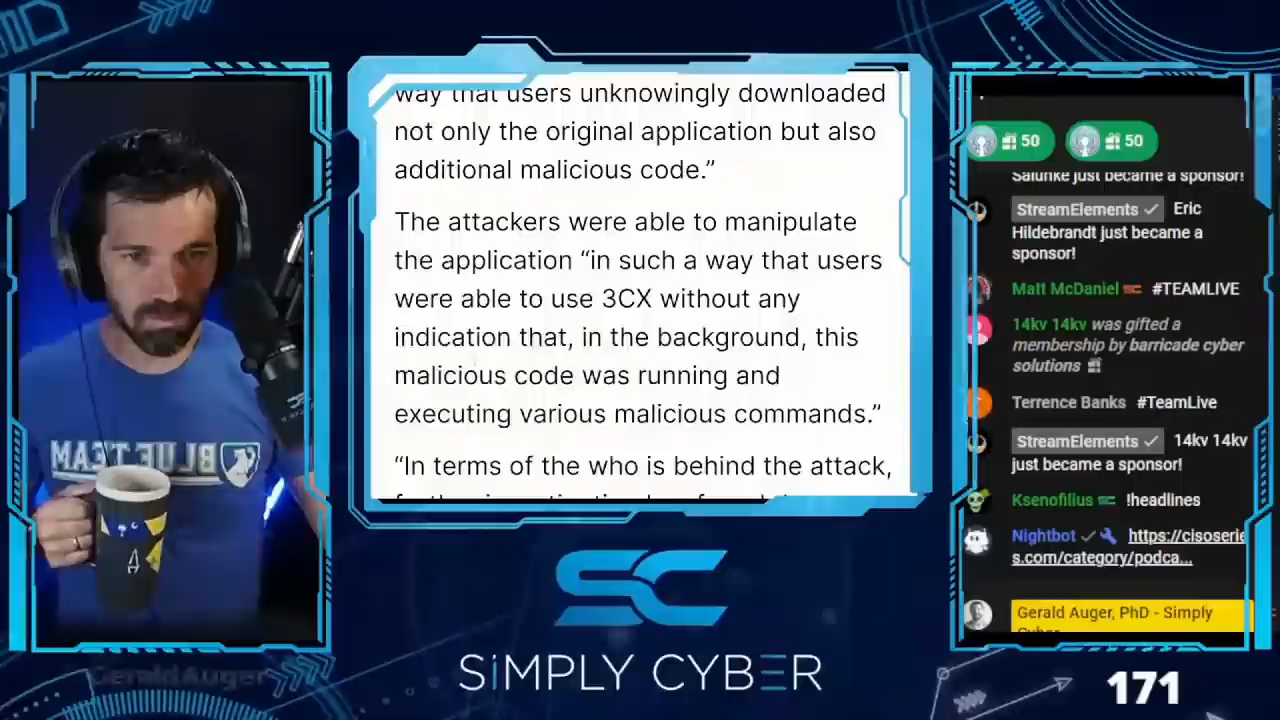 way that users unknowingly downloaded
not only the original application but also
additional malicious code.”
The attackers were able to manipulate
the application “in such a way that users
were able to use 3CX without any
indication that, in the background, this
malicious code was running and
executing various malicious commands.”
“In terms of the who is behind the attack,
BLUE TEAM
GeraldAuger
SC
SiMPLY CYBER
50
50
Salunke just became a sponsor!
StreamElements Eric
Hildebrandt just became a
sponsor!
Matt McDaniel #TEAMLIVE
14kv 14kv was gifted a
membership by barricade cyber
solutions
Terrence Banks #TeamLive
StreamElements 14kv 14kv
just became a sponsor!
Ksenofilius !headlines
Nightbot https://cisoserie
s.com/category/podca...
Gerald Auger, PhD - Simply
Cyber
171